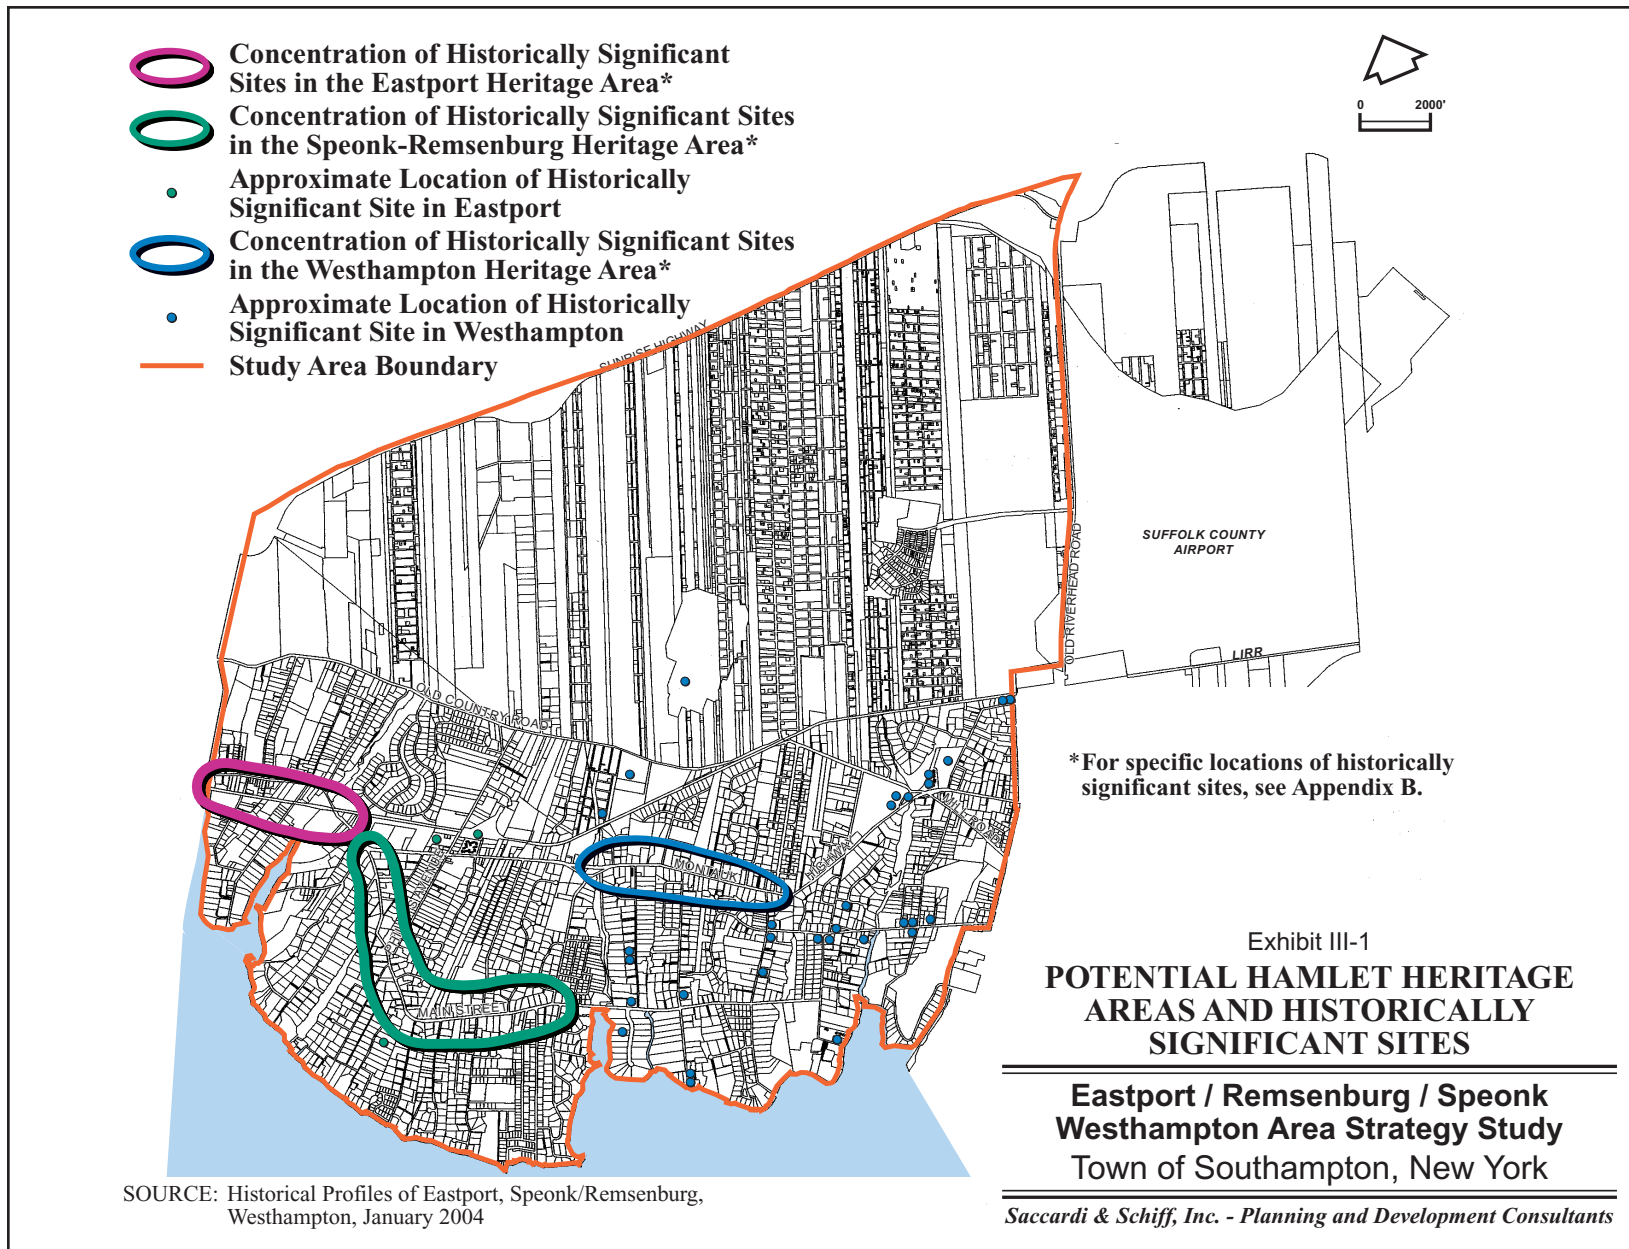 Concentration of Historically Significant
Sites in the Eastport Heritage Area*
Concentration of Historically Significant Sites
in the Speonk-Remsenburg Heritage Area*
Approximate Location of Historically
Significant Site in Eastport
Concentration of Historically Significant Sites
in the Westhampton Heritage Area*
Approximate Location of Historically
Significant Site in Westhampton
Study Area Boundary
0 2000'
SUNRISE HIGHWAY
SUFFOLK COUNTY
AIRPORT
OLD RIVERHEAD ROAD
LIRR
OLD COUNTRY ROAD
MONTAUK
HIGHWAY
MILL ROAD
MAIN STREET
*For specific locations of historically
significant sites, see Appendix B.
Exhibit III-1
POTENTIAL HAMLET HERITAGE
AREAS AND HISTORICALLY
SIGNIFICANT SITES
Eastport / Remsenburg / Speonk
Westhampton Area Strategy Study
Town of Southampton, New York
Saccardi & Schiff, Inc. - Planning and Development Consultants
SOURCE: Historical Profiles of Eastport, Speonk/Remsenburg,
Westhampton, January 2004